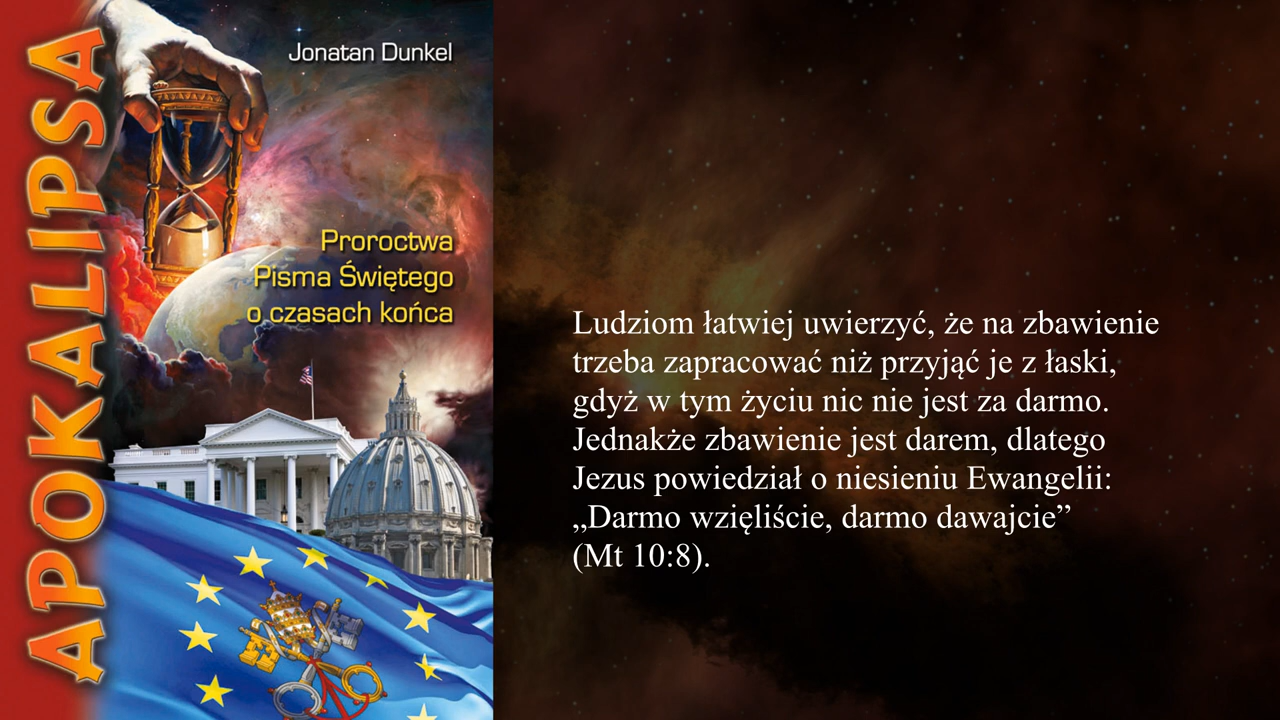 APOKALIPSA
Jonatan Dunkel
Proroctwa
Pisma Świętego
o czasach końca
Ludziom łatwiej uwierzyć, że na zbawienie
trzeba zapracować niż przyjąć je z łaski,
gdyż w tym życiu nic nie jest za darmo.
Jednakże zbawienie jest darem, dlatego
Jezus powiedział o niesieniu Ewangelii:
„Darmo wzięliście, darmo dawajcie”
(Mt 10:8).